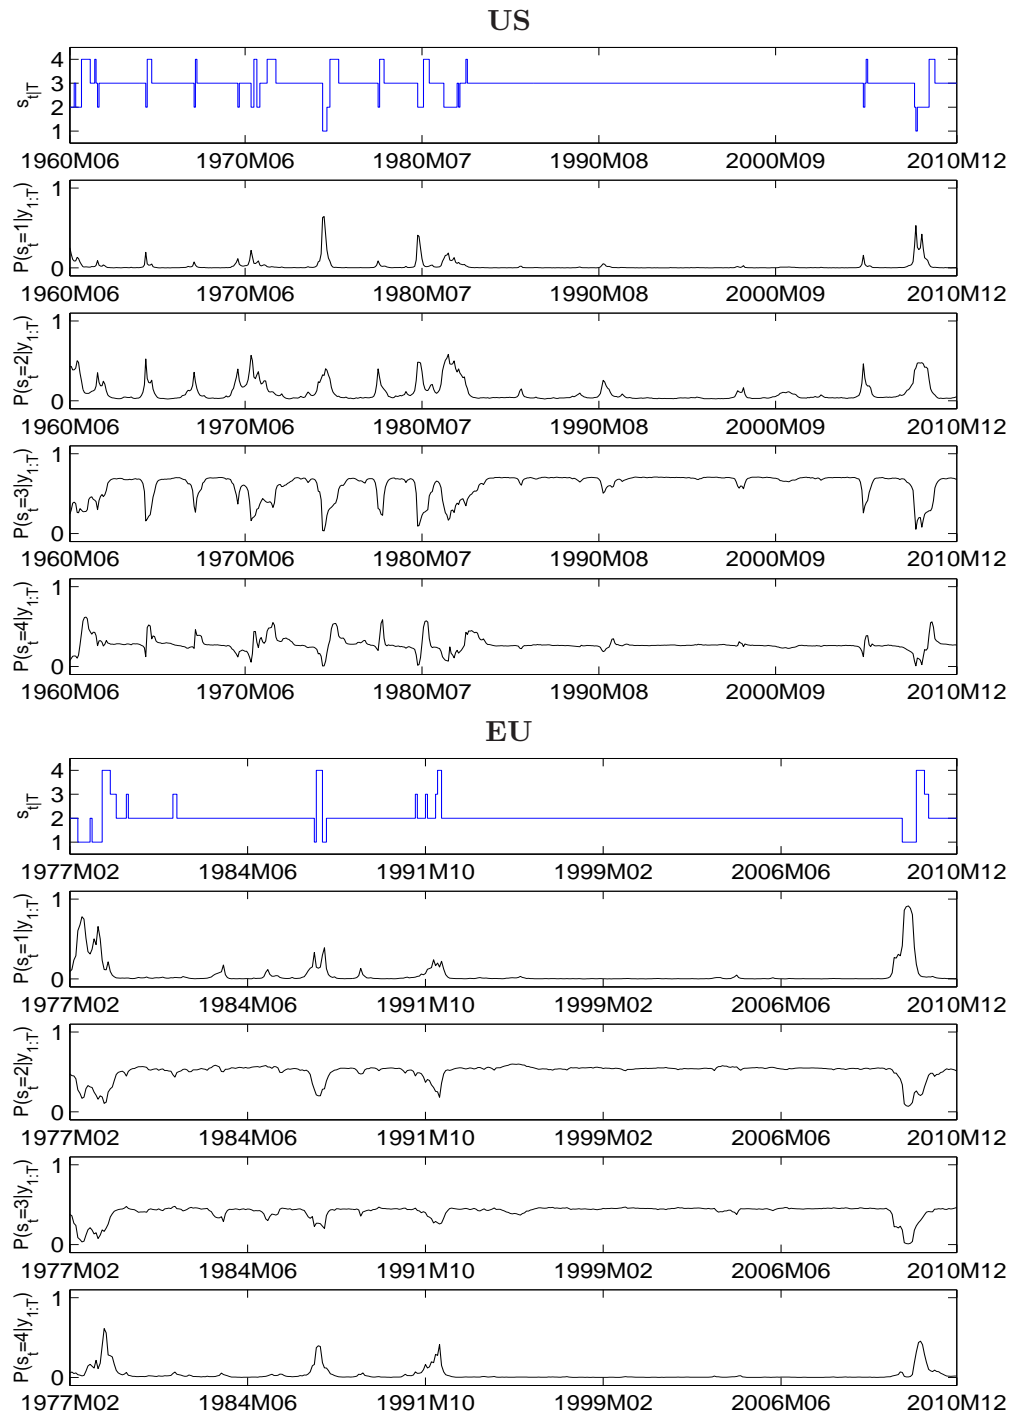 US
s_{t|T}
4
3
2
1
1960M06 1970M06 1980M07 1990M08 2000M09 2010M12
P(s_t=1|y_{1:T})
1
0
1960M06 1970M06 1980M07 1990M08 2000M09 2010M12
P(s_t=2|y_{1:T})
1
0
1960M06 1970M06 1980M07 1990M08 2000M09 2010M12
P(s_t=3|y_{1:T})
1
0
1960M06 1970M06 1980M07 1990M08 2000M09 2010M12
P(s_t=4|y_{1:T})
1
0
1960M06 1970M06 1980M07 1990M08 2000M09 2010M12
EU
s_{t|T}
4
3
2
1
1977M02 1984M06 1991M10 1999M02 2006M06 2010M12
P(s_t=1|y_{1:T})
1
0
1977M02 1984M06 1991M10 1999M02 2006M06 2010M12
P(s_t=2|y_{1:T})
1
0
1977M02 1984M06 1991M10 1999M02 2006M06 2010M12
P(s_t=3|y_{1:T})
1
0
1977M02 1984M06 1991M10 1999M02 2006M06 2010M12
P(s_t=4|y_{1:T})
1
0
1977M02 1984M06 1991M10 1999M02 2006M06 2010M12